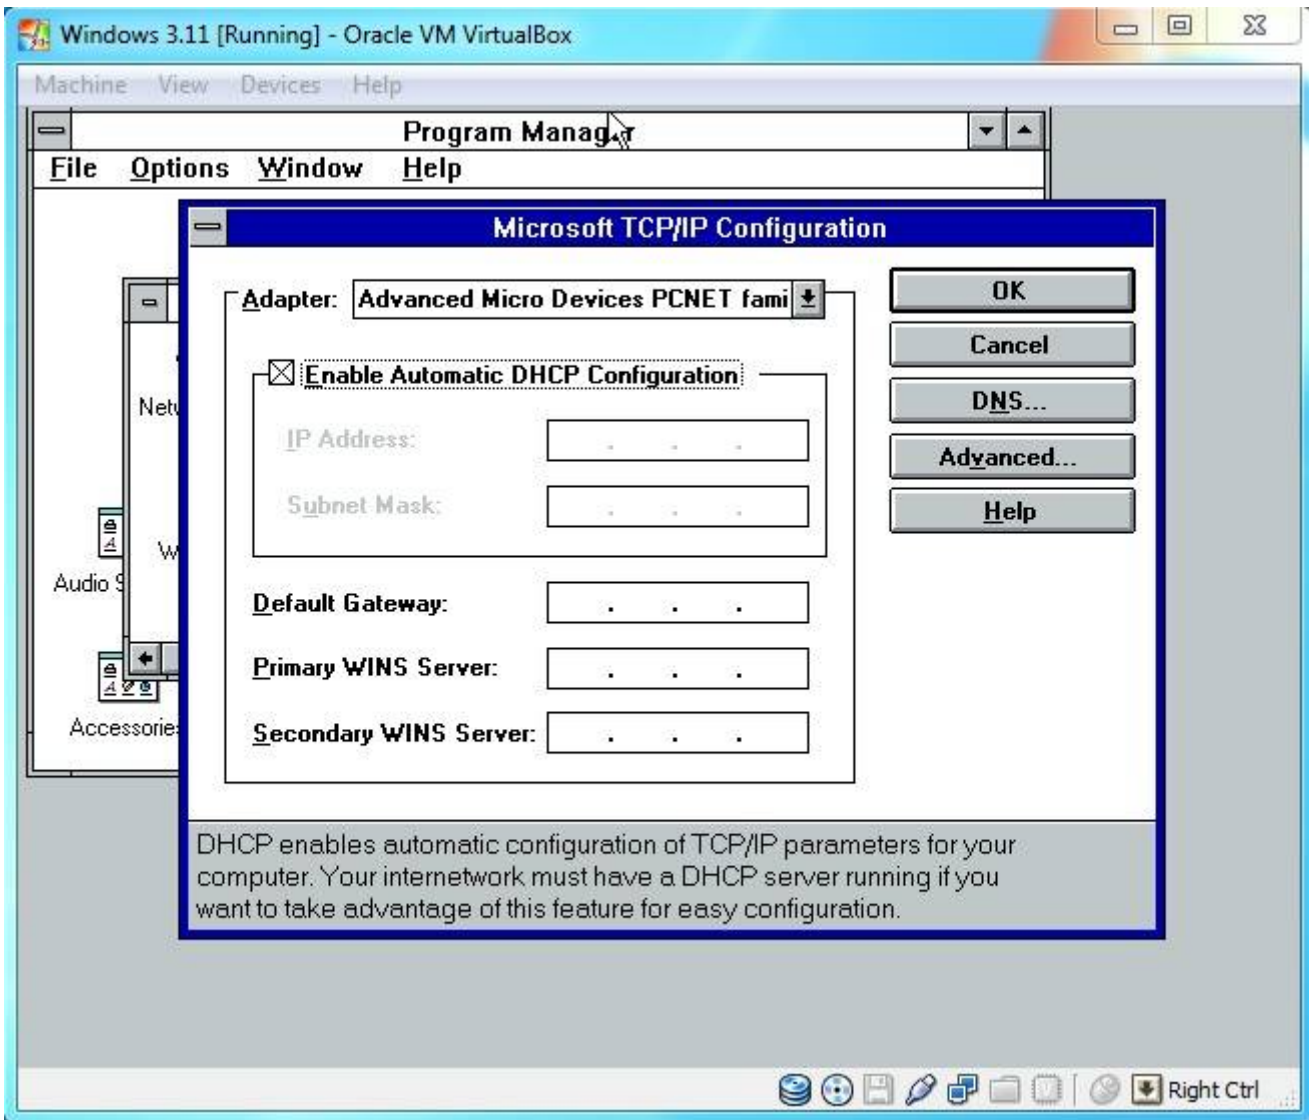 Windows 3.11 [Running] - Oracle VM VirtualBox
Machine View Devices Help
Program Manager
File Options Window Help
Microsoft TCP/IP Configuration
Adapter: Advanced Micro Devices PCNET fami
OK
Cancel
Enable Automatic DHCP Configuration
DNS...
Netw
IP Address:
Advanced...
Subnet Mask:
Help
W
Audio S
Default Gateway:
Primary WINS Server:
Accessories
Secondary WINS Server:
DHCP enables automatic configuration of TCP/IP parameters for your
computer. Your internetwork must have a DHCP server running if you
want to take advantage of this feature for easy configuration.
Right Ctrl